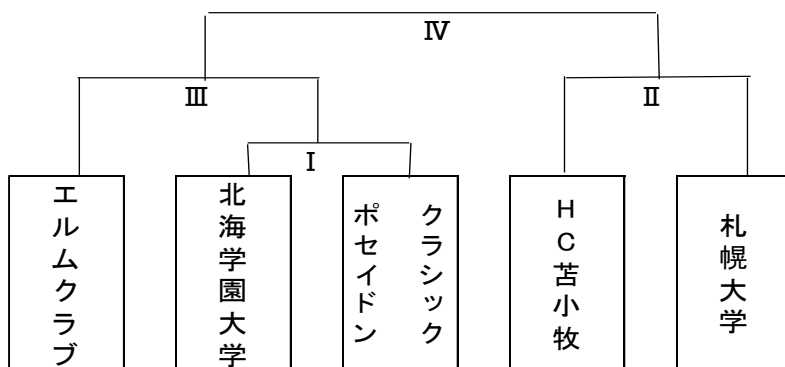 Ⅳ
Ⅲ
Ⅱ
Ⅰ
エルムクラブ
北海学園大学
クラシック
ポセイドン
HC苫小牧
札幌大学